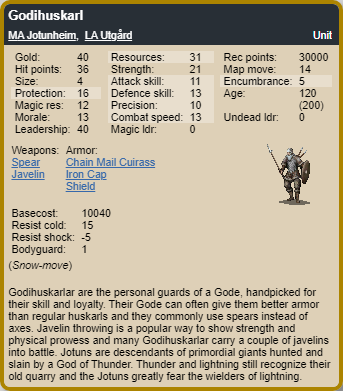 Godihuskarl
MA Jotunheim, LA Utgård Unit
Gold: 40 Resources: 31 Rec points: 30000
Hit points: 36 Strength: 21 Map move: 14
Size: 4 Attack skill: 11 Encumbrance: 5
Protection: 16 Defence skill: 13 Age: 120
Magic res: 12 Precision: 10 (200)
Morale: 13 Combat speed: 13 Undead ldr: 0
Leadership: 40 Magic ldr: 0
Weapons: Armor:
Spear Chain Mail Cuirass
Javelin Iron Cap
Shield
Basecost: 10040
Resist cold: 15
Resist shock: -5
Bodyguard: 1
(Snow-move)
Godihuskarlar are the personal guards of a Gode, handpicked for
their skill and loyalty. Their Gode can often give them better armor
than regular huskarls and they commonly use spears instead of
axes. Javelin throwing is a popular way to show strength and
physical prowess and many Godihuskarlar carry a couple of javelins
into battle. Jotuns are descendants of primordial giants hunted and
slain by a God of Thunder. Thunder and lightning still recognize their
old quarry and the Jotuns greatly fear the wielders of lightning.